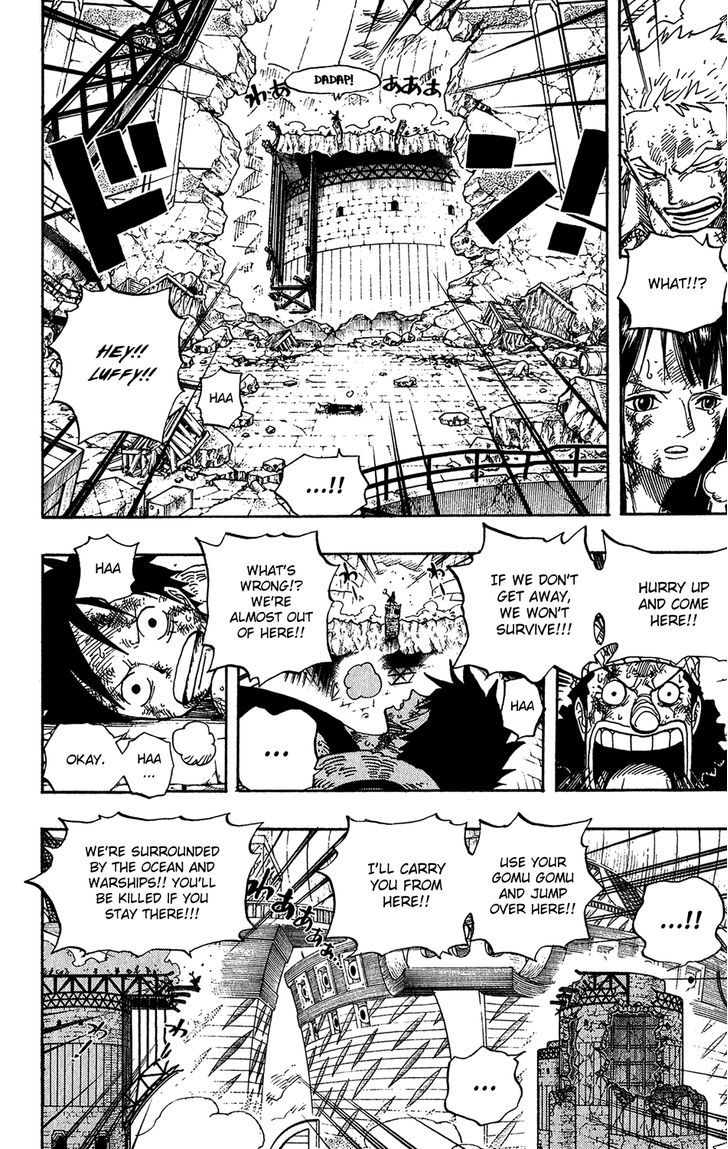 WHAT!!?
DADAP!
わぁ
ああぁ
ドーン!!
HEY!!
LUFFY!!
HAA
...!!
HURRY UP
AND COME
HERE!!
IF WE DON'T
GET AWAY,
WE WON'T
SURVIVE!!!
HAA
WHAT'S
WRONG!?
WE'RE
ALMOST OUT
OF HERE!!
...
HAA
HAA
...
OKAY.
...!!
USE YOUR
GOMU GOMU
AND JUMP
OVER HERE!!
I'LL CARRY
YOU FROM
HERE!!
...
WE'RE SURROUNDED
BY THE OCEAN AND
WARSHIPS!! YOU'LL
BE KILLED IF YOU
STAY THERE!!!